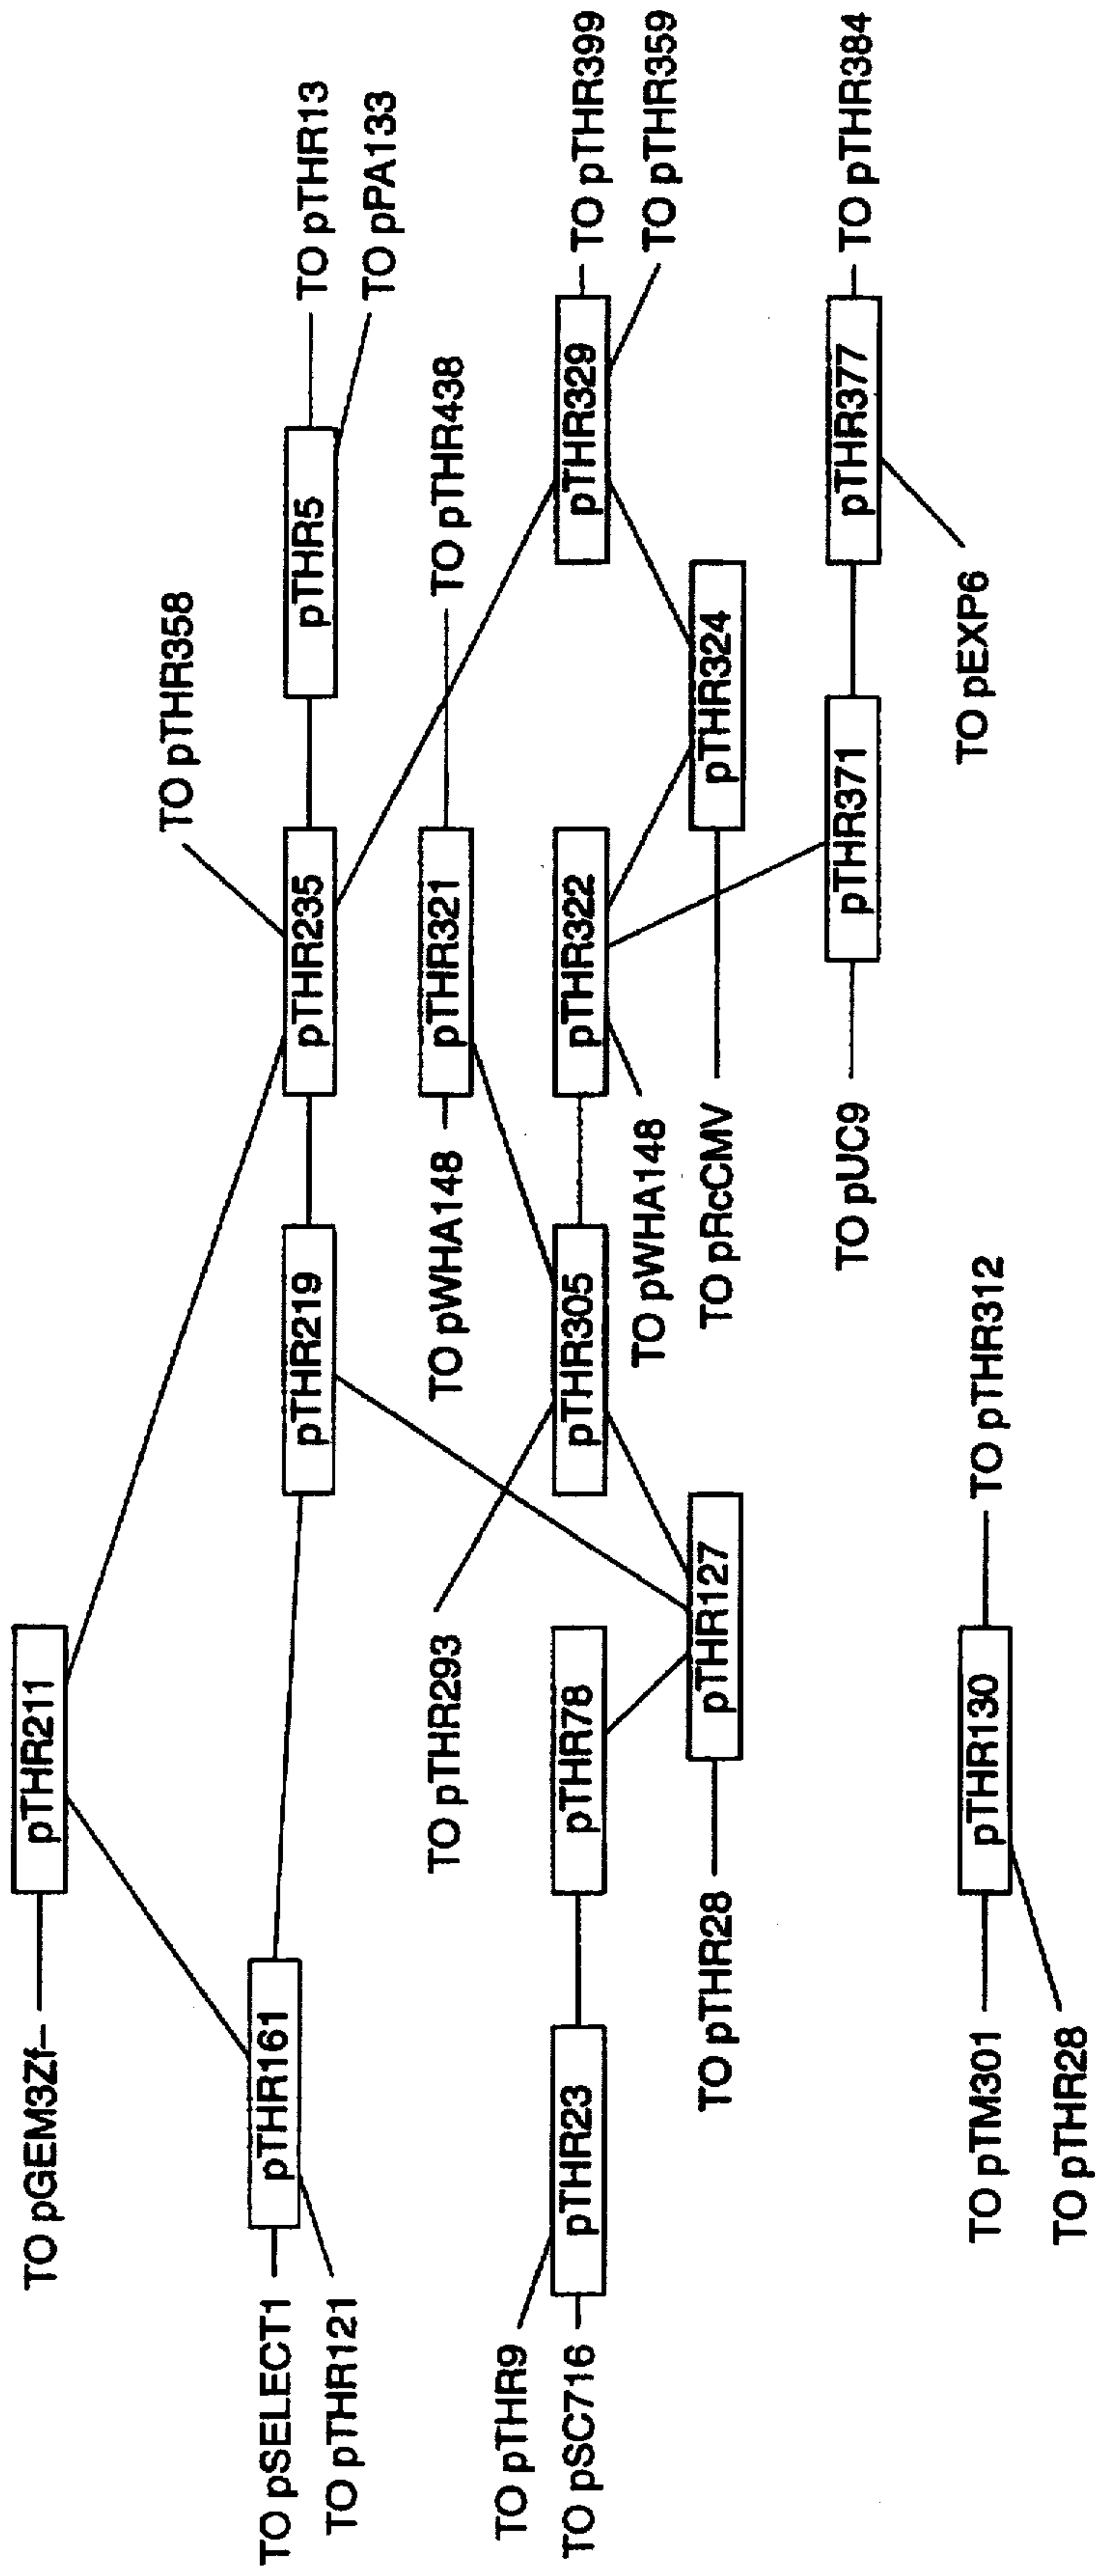 TO pGEM3Zf-
pTHR211
TO pTHR358
TO pSELECT1
TO pTHR121
pTHR161
pTHR219
pTHR235
pTHR5
TO pTHR13
TO pPA133
TO pWHA148
pTHR321
TO pTHR438
TO pTHR293
TO pTHR9
TO pSC716
pTHR23
pTHR78
pTHR305
pTHR322
pTHR329
TO pTHR399
TO pTHR359
TO pWHA148
TO pTHR28
pTHR127
TO pRcCMV
pTHR324
TO pUC9
pTHR371
pTHR377
TO pTHR384
TO pEXP6
TO pTM301
TO pTHR28
pTHR130
TO pTHR312